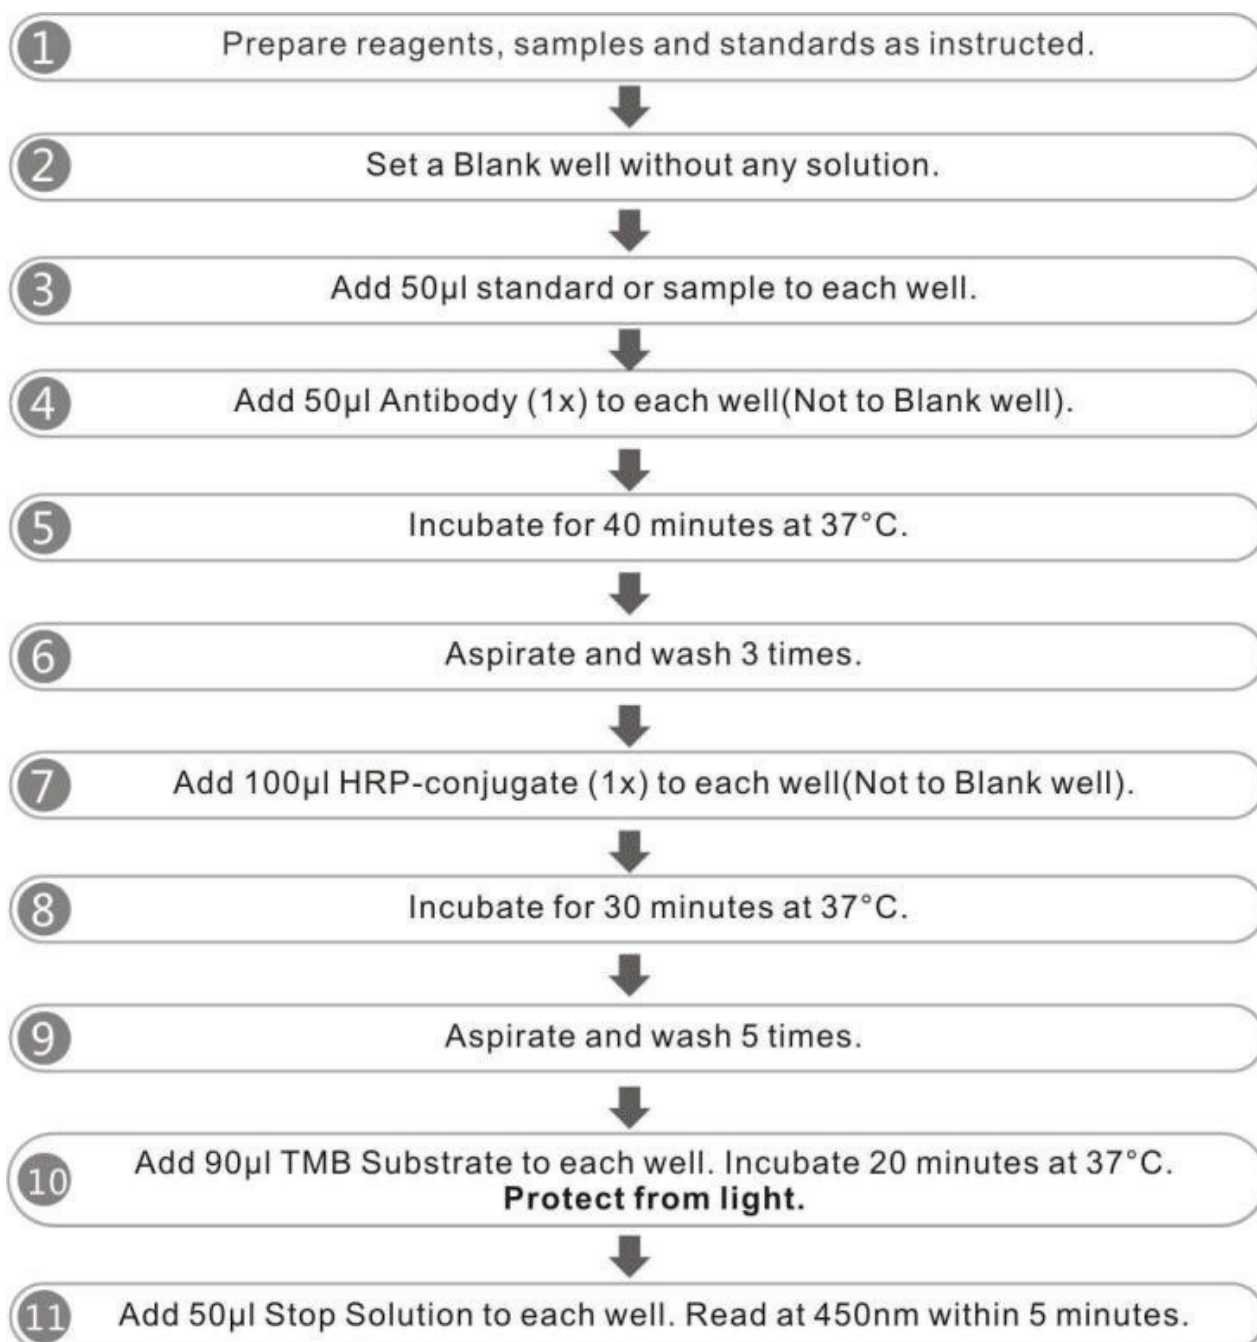 1 Prepare reagents, samples and standards as instructed.
2 Set a Blank well without any solution.
3 Add 50µl standard or sample to each well.
4 Add 50µl Antibody (1x) to each well(Not to Blank well).
5 Incubate for 40 minutes at 37°C.
6 Aspirate and wash 3 times.
7 Add 100µl HRP-conjugate (1x) to each well(Not to Blank well).
8 Incubate for 30 minutes at 37°C.
9 Aspirate and wash 5 times.
10 Add 90µl TMB Substrate to each well. Incubate 20 minutes at 37°C.
Protect from light.
11 Add 50µl Stop Solution to each well. Read at 450nm within 5 minutes.